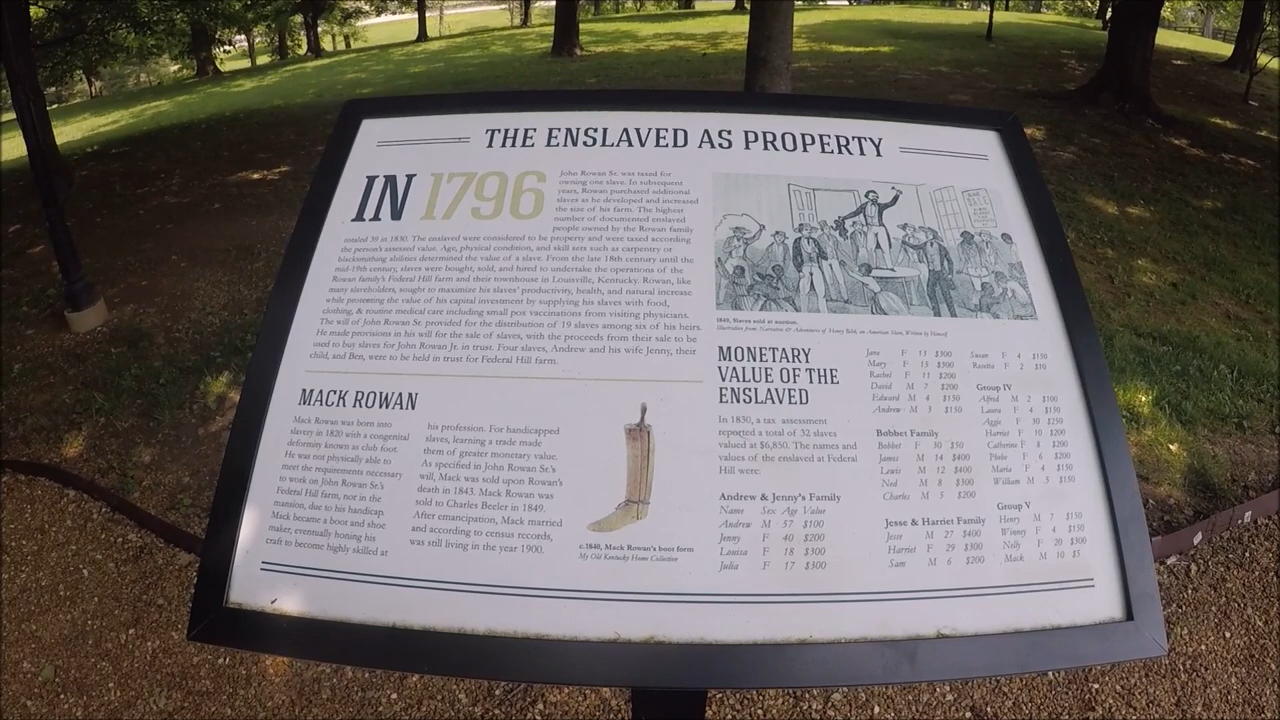 THE ENSLAVED AS PROPERTY
IN 1796
John Rowan Sr. was taxed for
owning one slave. In subsequent
years, Rowan purchased additional
slaves as he developed and increased
the size of his farm. The highest
number of documented enslaved
people owned by the Rowan family
totaled 39 in 1830. The enslaved were considered to be property and were taxed according
the person's assessed value. Age, physical condition, and skill sets such as carpentry or
blacksmithing abilities determined the value of a slave. From the late 18th century until the
mid-19th century, slaves were bought, sold, and hired to undertake the operations of the
Rowan family's Federal Hill farm and their townhouse in Louisville, Kentucky. Rowan, like
many slaveholders, sought to maximize his slaves' productivity, health, and natural increase
while protecting the value of his capital investment by supplying his slaves with food,
clothing, & routine medical care including small pox vaccinations from visiting physicians.
The will of John Rowan Sr. provided for the distribution of 19 slaves among six of his heirs.
He made provisions in his will for the sale of slaves, with the proceeds from their sale to be
used to buy slaves for John Rowan Jr. in trust. Four slaves, Andrew and his wife Jenny, their
child, and Ben, were to be held in trust for Federal Hill farm.
MACK ROWAN
Mack Rowan was born into
slavery in 1820 with a congenital
deformity known as club foot.
He was not physically able to
meet the requirements necessary
to work on John Rowan Sr.'s
Federal Hill farm, nor in the
mansion, due to his handicap.
Mack became a boot and shoe
maker, eventually honing his
craft to become highly skilled at
his profession. For handicapped
slaves, learning a trade made
them of greater monetary value.
As specified in John Rowan Sr.'s
will, Mack was sold upon Rowan's
death in 1843. Mack Rowan was
sold to Charles Beeler in 1849.
After emancipation, Mack married
and according to census records,
was still living in the year 1900.
c.1840, Mack Rowan's boot form
My Old Kentucky Home Collective
SALE
1849, Slaves sold at auction.
Illustration from Narrative & Adventures of Henry Bibb, an American Slave, Written by Himself
MONETARY
VALUE OF THE
ENSLAVED
In 1830, a tax assessment
reported a total of 32 slaves
valued at $6,850. The names and
values of the enslaved at Federal
Hill were:
Andrew & Jenny's Family
Name Sex Age Value
Andrew M 57 $100
Jenny F 40 $200
Louisa F 18 $300
Julia F 17 $300
Jane F 13 $300
Mary F 13 $300
Rachel F 11 $200
David M 7 $200
Edward M 4 $150
Andrew M 3 $150
Bobbet Family
Bobbet F 30 $50
James M 14 $400
Lewis M 12 $400
Ned M 8 $300
Charles M 5 $200
Jesse & Harriet Family
Jesse M 27 $400
Harriet F 29 $300
Sam M 6 $200
Susan F 4 $150
Rosetta F 2 $10
Group IV
Alfred M 2 $100
Laura F 4 $150
Aggie F 30 $250
Harriet F 10 $200
Catherine F 8 $200
Phebe F 6 $200
Maria F 4 $150
William M 3 $150
Group V
Henry M 7 $150
Winney F 4 $150
Nelly F 20 $300
Mack M 10 $5